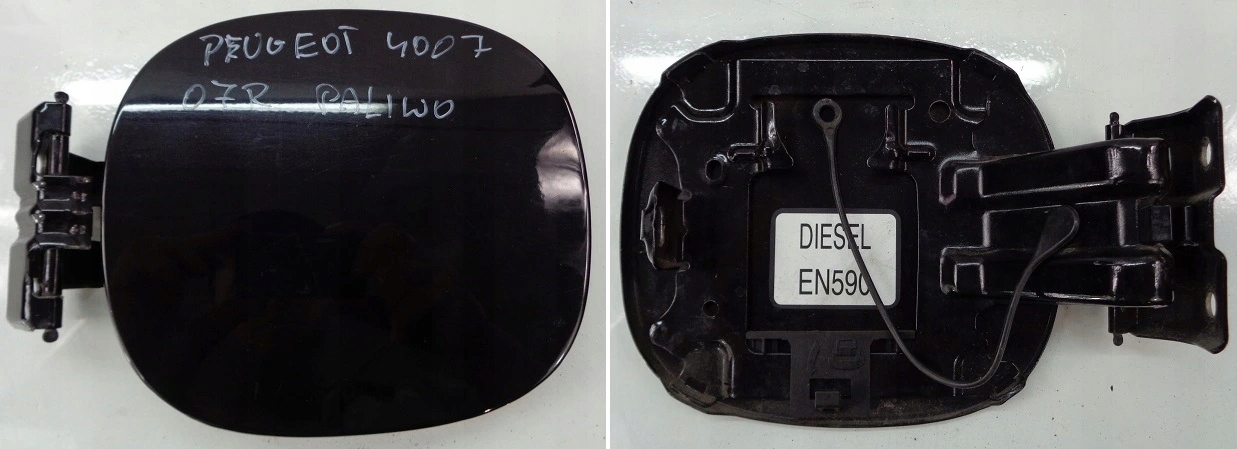 PEUGEOT 4007
07R PALIWO
DIESEL
EN590